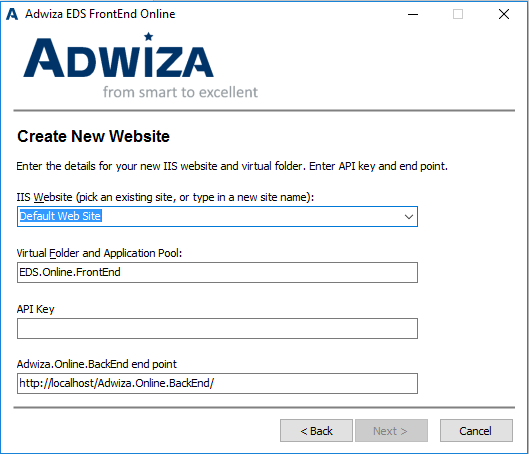 Adwiza EDS FrontEnd Online
ADWIZA
from smart to excellent
Create New Website
Enter the details for your new IIS website and virtual folder. Enter API key and end point.
IIS Website (pick an existing site, or type in a new site name):
Default Web Site
Virtual Folder and Application Pool:
EDS.Online.FrontEnd
API Key
Adwiza.Online.BackEnd end point
http://localhost/Adwiza.Online.BackEnd/
< Back Next > Cancel